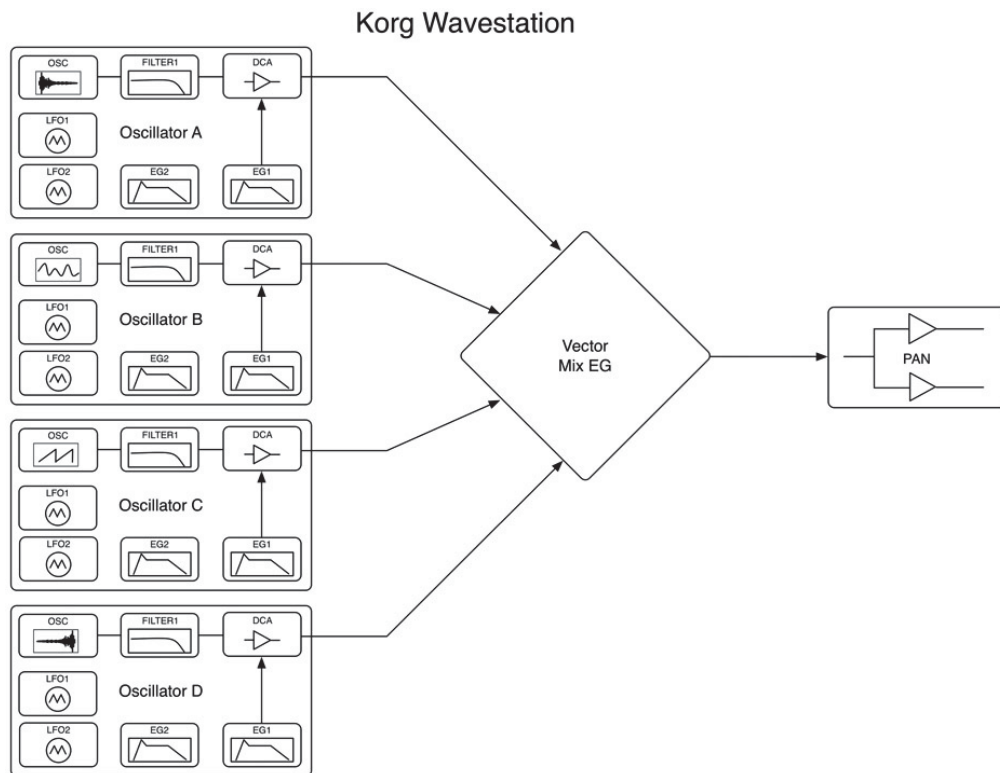 Korg Wavestation
OSC
FILTER1
DCA
LFO1
Oscillator A
LFO2
EG2
EG1
OSC
FILTER1
DCA
LFO1
Oscillator B
LFO2
EG2
EG1
OSC
FILTER1
DCA
LFO1
Oscillator C
LFO2
EG2
EG1
OSC
FILTER1
DCA
LFO1
Oscillator D
LFO2
EG2
EG1
Vector
Mix EG
PAN